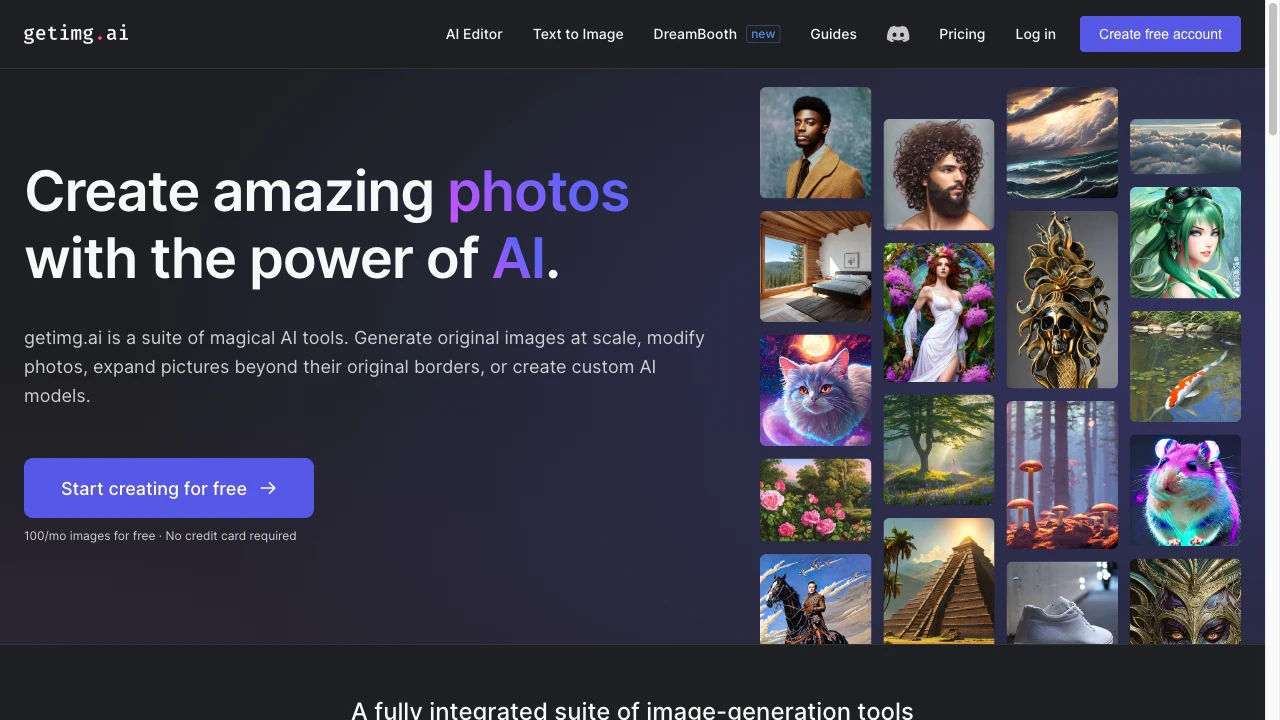 getimg.ai
AI Editor
Text to Image
DreamBooth new
Guides
Pricing
Log in
Create free account
Create amazing photos
with the power of AI.
getimg.ai is a suite of magical AI tools. Generate original images at scale, modify
photos, expand pictures beyond their original borders, or create custom AI
models.
Start creating for free →
100/mo images for free · No credit card required
A fully integrated suite of image-generation tools